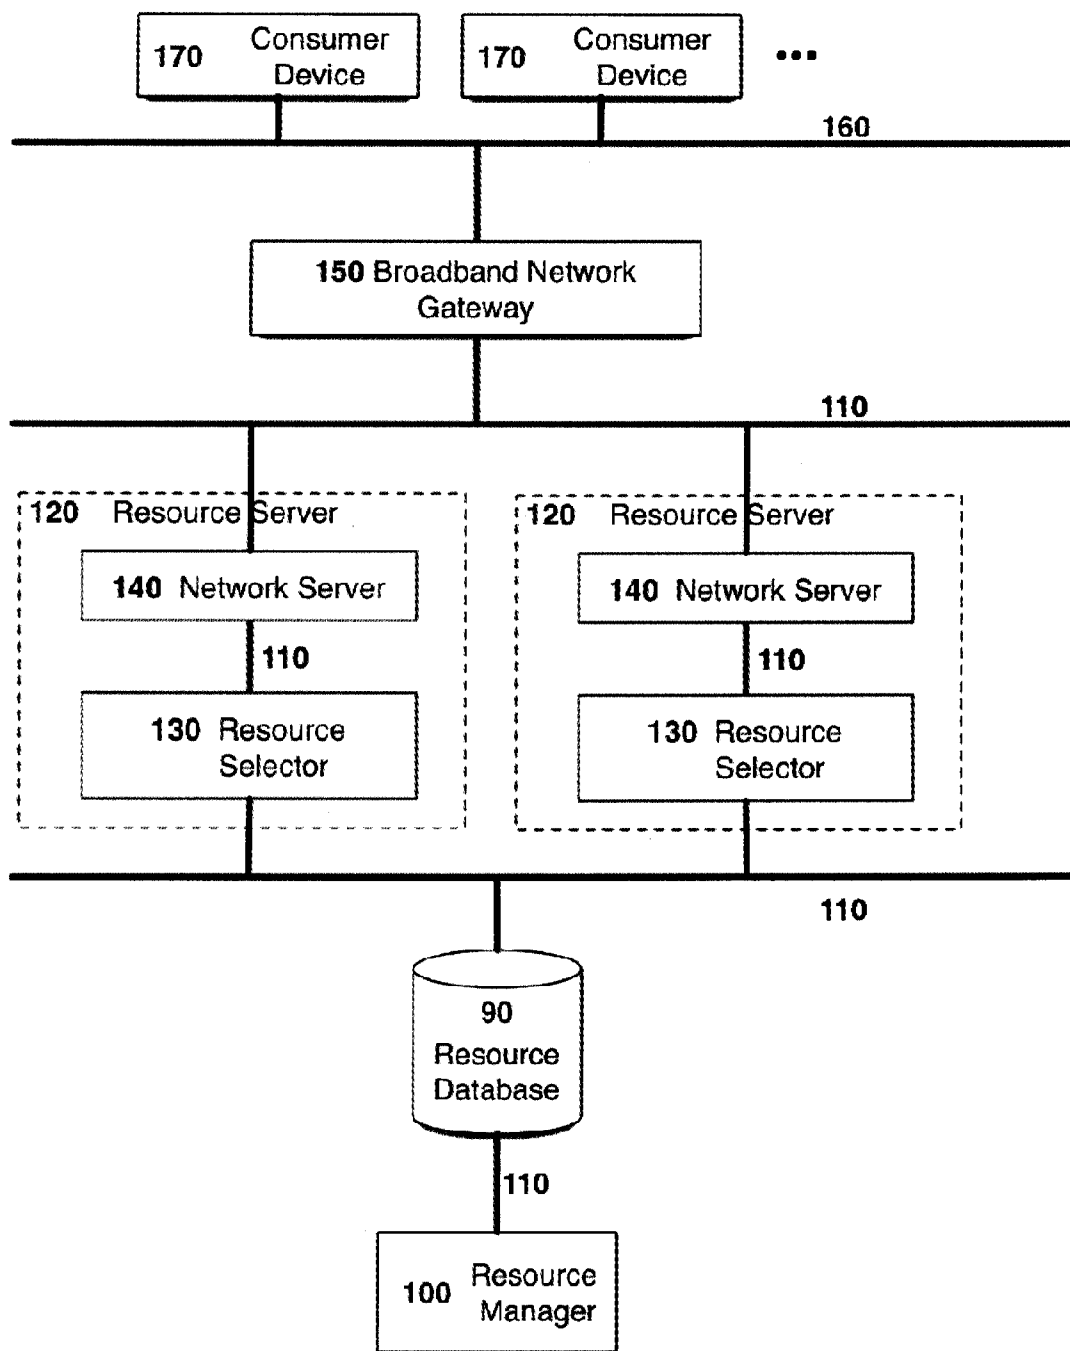 170 Consumer Device
170 Consumer Device
...
160
150 Broadband Network
Gateway
110
120 Resource Server
120 Resource Server
140 Network Server
140 Network Server
110
110
130 Resource
Selector
130 Resource
Selector
110
90
Resource
Database
110
100 Resource
Manager